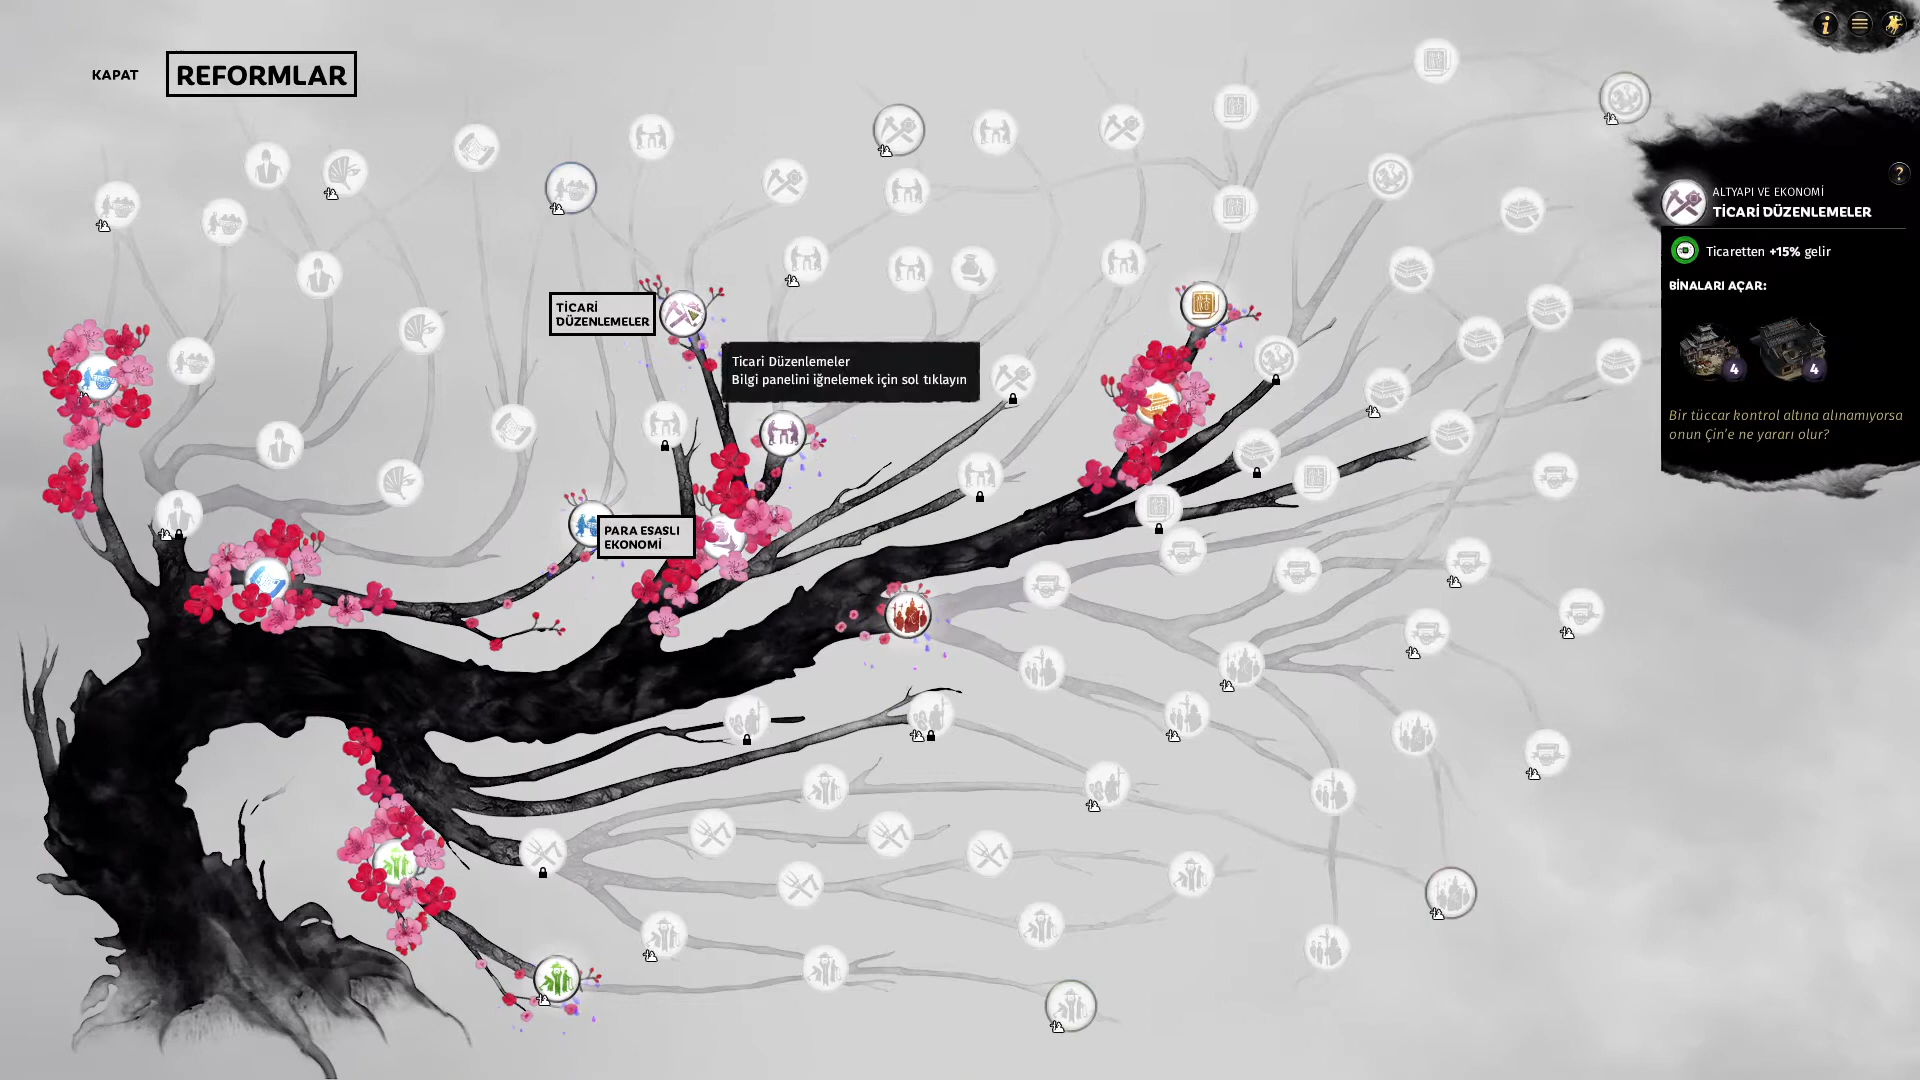 KAPAT
REFORMLAR
TİCARİ
DÜZENLEMELER
Ticari Düzenlemeler
Bilgi panelini iğnelemek için sol tıklayın
PARA ESASLI
EKONOMİ
?
ALTYAPI VE EKONOMİ
TİCARİ DÜZENLEMELER
Ticaretten +15% gelir
BİNALARI AÇAR:
4
4
Bir tüccar kontrol altına alınamıyorsa
onun Çin'e ne yararı olur?